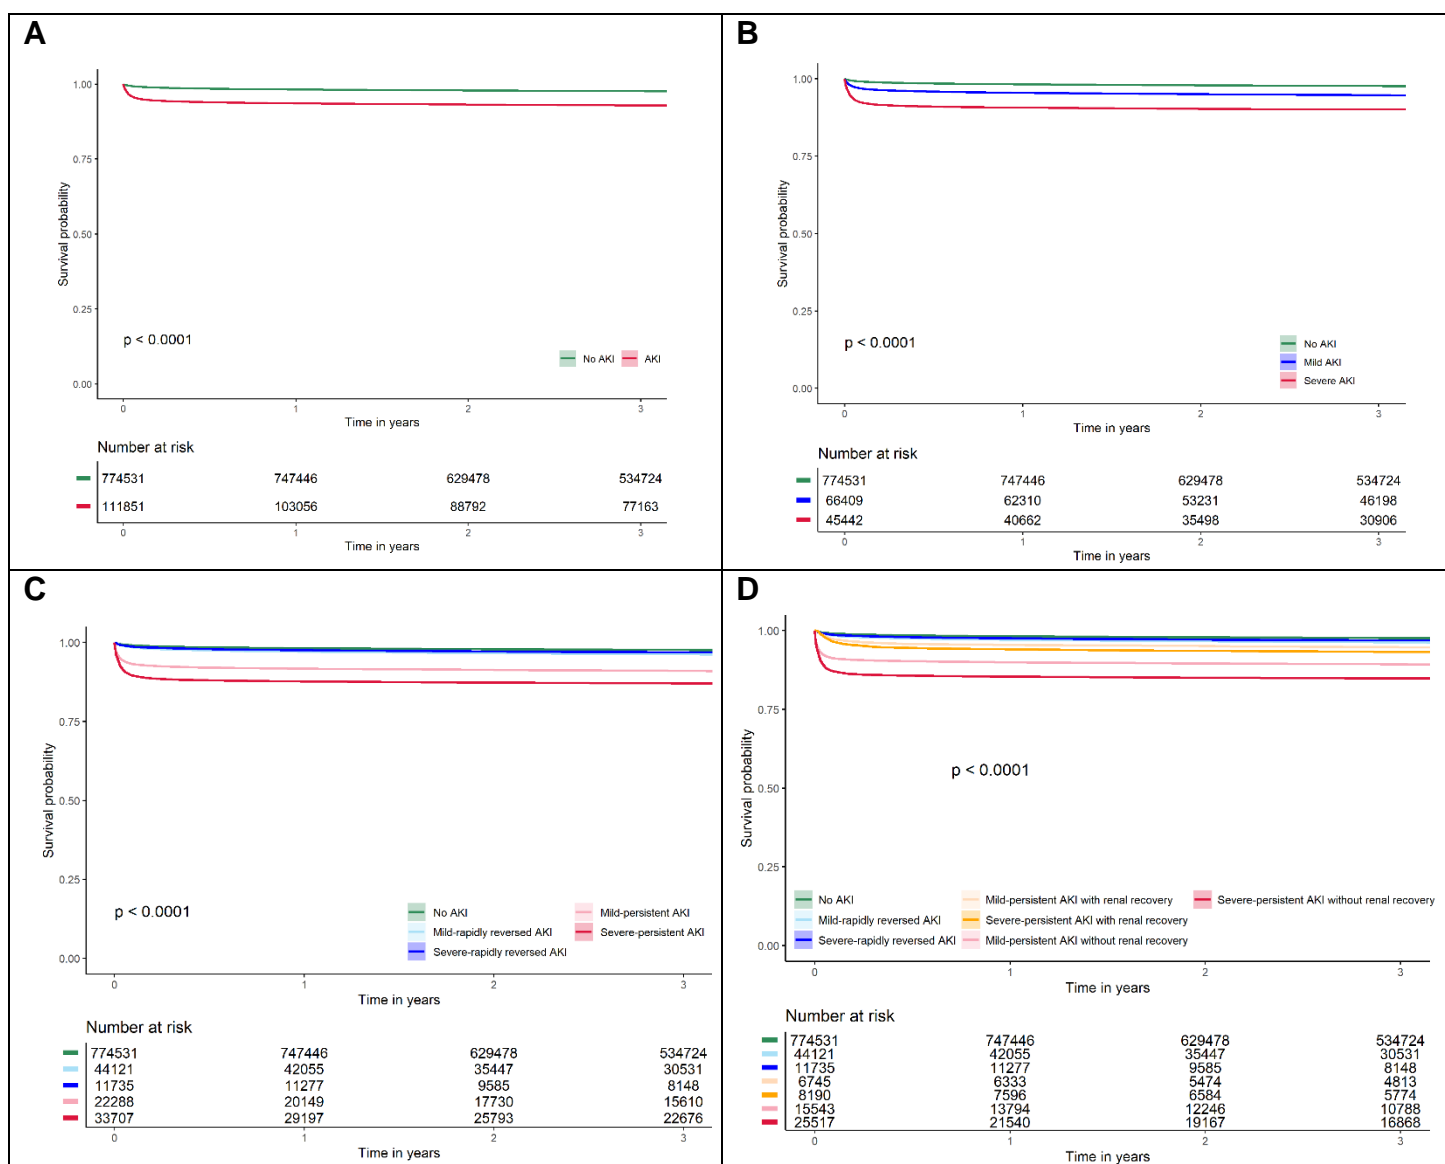 A
1.00
0.75
0.50
0.25
0.00
Survival probability
p < 0.0001
No AKI AKI
0 1 2 3
Time in years
Number at risk
774531 747446 629478 534724
111851 103056 88792 77163
0 1 2 3
Time in years
B
1.00
0.75
0.50
0.25
0.00
Survival probability
p < 0.0001
No AKI
Mild AKI
Severe AKI
0 1 2 3
Time in years
Number at risk
774531 747446 629478 534724
66409 62310 53231 46198
45442 40662 35498 30906
0 1 2 3
Time in years
C
1.00
0.75
0.50
0.25
0.00
Survival probability
p < 0.0001
No AKI Mild-persistent AKI
Mild-rapidly reversed AKI Severe-persistent AKI
Severe-rapidly reversed AKI
0 1 2 3
Time in years
Number at risk
774531 747446 629478 534724
44121 42055 35447 30531
11735 11277 9585 8148
22288 20149 17730 15610
33707 29197 25793 22676
0 1 2 3
Time in years
D
1.00
0.75
0.50
0.25
0.00
Survival probability
p < 0.0001
No AKI Mild-persistent AKI with renal recovery Severe-persistent AKI without renal recovery
Mild-rapidly reversed AKI Severe-persistent AKI with renal recovery
Severe-rapidly reversed AKI Mild-persistent AKI without renal recovery
0 1 2 3
Time in years
Number at risk
774531 747446 629478 534724
44121 42055 35447 30531
11735 11277 9585 8148
6745 6333 5474 4813
8190 7596 6584 5774
15543 13794 12246 10788
25517 21540 19167 16868
0 1 2 3
Time in years